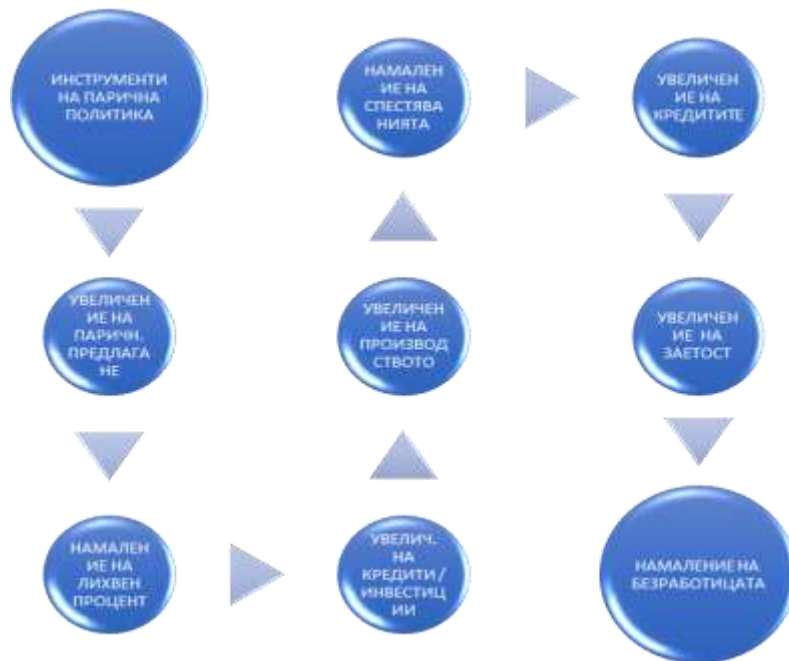 ИНСТРУМЕНТИ
НА ПАРИЧНА
ПОЛИТИКА
УВЕЛИЧЕН
ИЕ НА
ПАРИЧН.
ПРЕДЛАГА
НЕ
НАМАЛЕН
ИЕ НА
ЛИХВЕН
ПРОЦЕНТ
УВЕЛИЧ.
НА
КРЕДИТИ /
ИНВЕСТИЦ
ИИ
УВЕЛИЧЕН
ИЕ НА
ПРОИЗВОД
СТВОТО
НАМАЛЕН
ИЕ НА
СПЕСТЯВА
НИЯТА
УВЕЛИЧЕН
ИЕ НА
КРЕДИТИТЕ
УВЕЛИЧЕН
ИЕ НА
ЗАЕТОСТ
НАМАЛЕНИЕ НА
БЕЗРАБОТИЦАТА